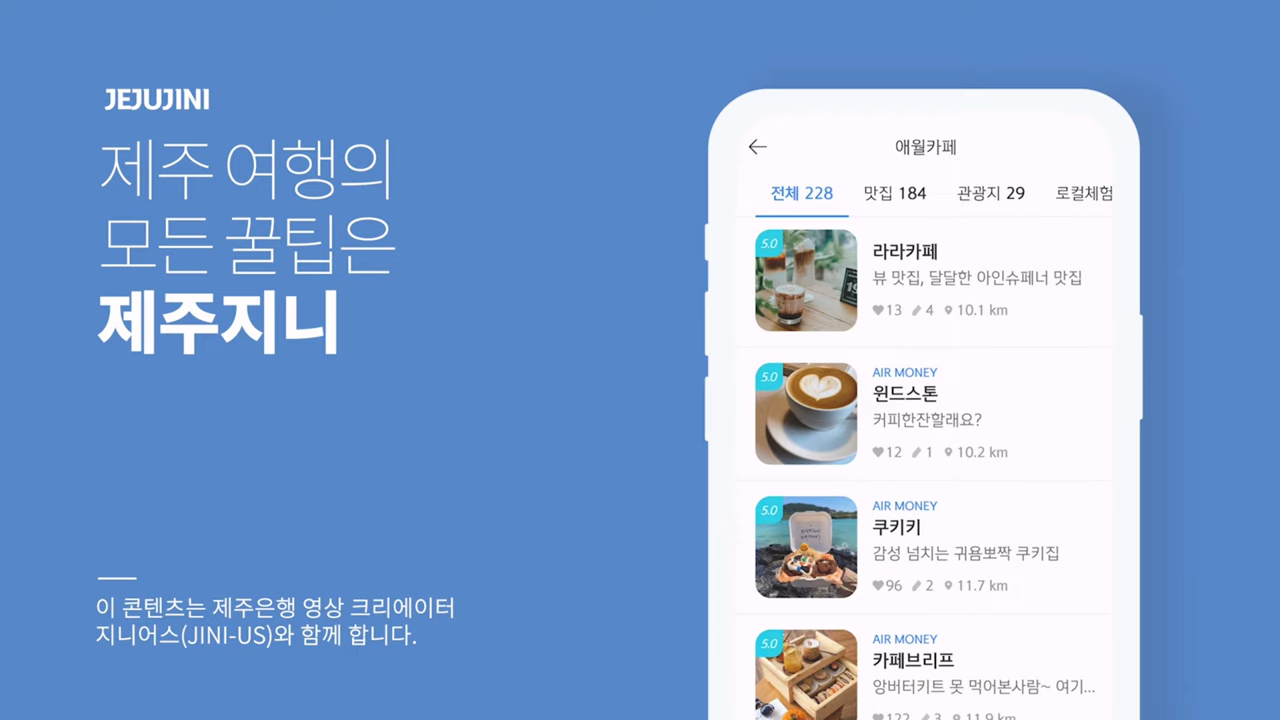 JEJUJINI
제주 여행의
모든 꿀팁은
제주지니
이 콘텐츠는 제주은행 영상 크리에이터
지니어스(JINI-US)와 함께 합니다.
애월카페
전체 228 맛집 184 관광지 29 로컬체험
5.0
라라카페
뷰 맛집, 달달한 아인슈페너 맛집
13 4 10.1 km
5.0
AIR MONEY
윈드스톤
커피한잔할래요?
12 1 10.2 km
5.0
AIR MONEY
쿠키키
감성 넘치는 귀욤뽀짝 쿠키집
96 2 11.7 km
5.0
AIR MONEY
카페브리프
앙버터키트 못 먹어본사람~ 여기...
122 3 11.9 km